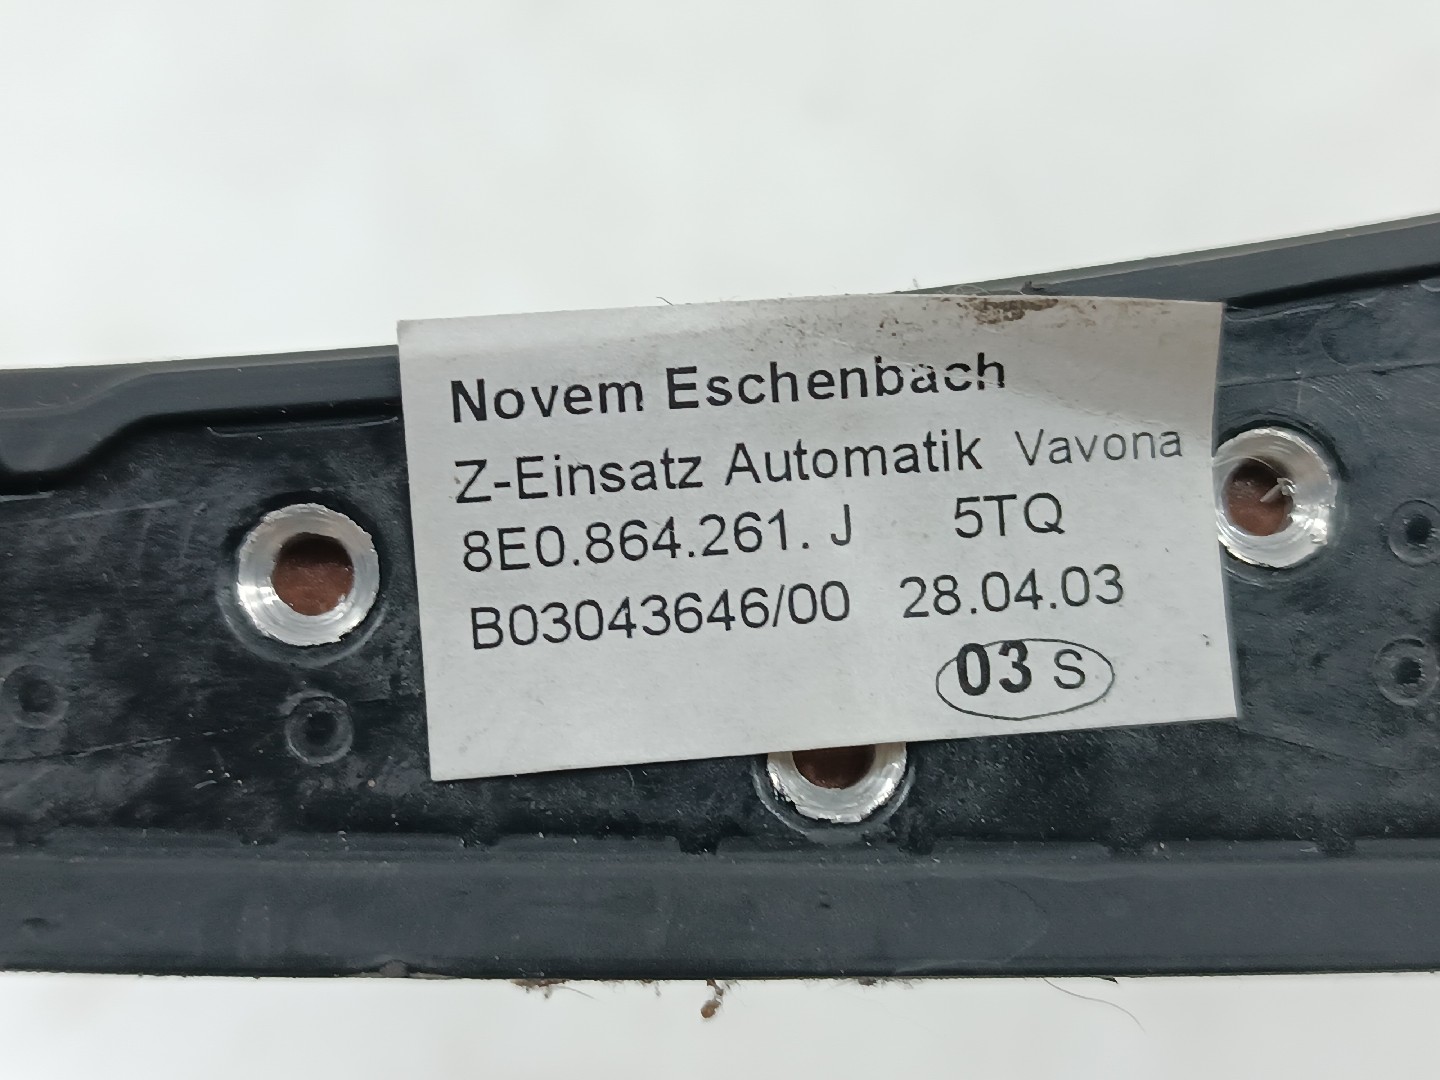 Novem Eschenbach
Z-Einsatz Automatik Vavona
8E0.864.261. J 5TQ
B03043646/00 28.04.03
03 S